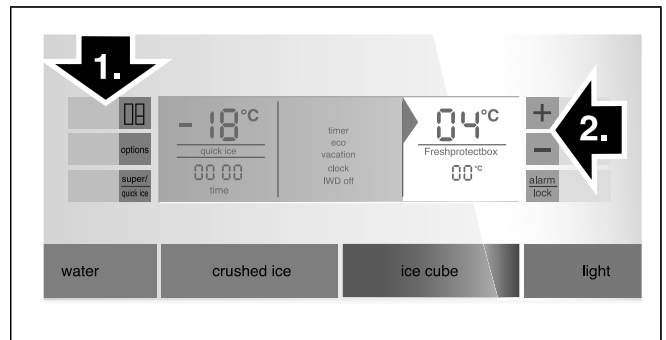 1.
2.
options
super/
quick ice
- 18°C
quick ice
00 00
time
timer
eco
vacation
clock
IWD off
04°C
Freshprotectbox
00°C
+
-
alarm
lock
water
crushed ice
ice cube
light